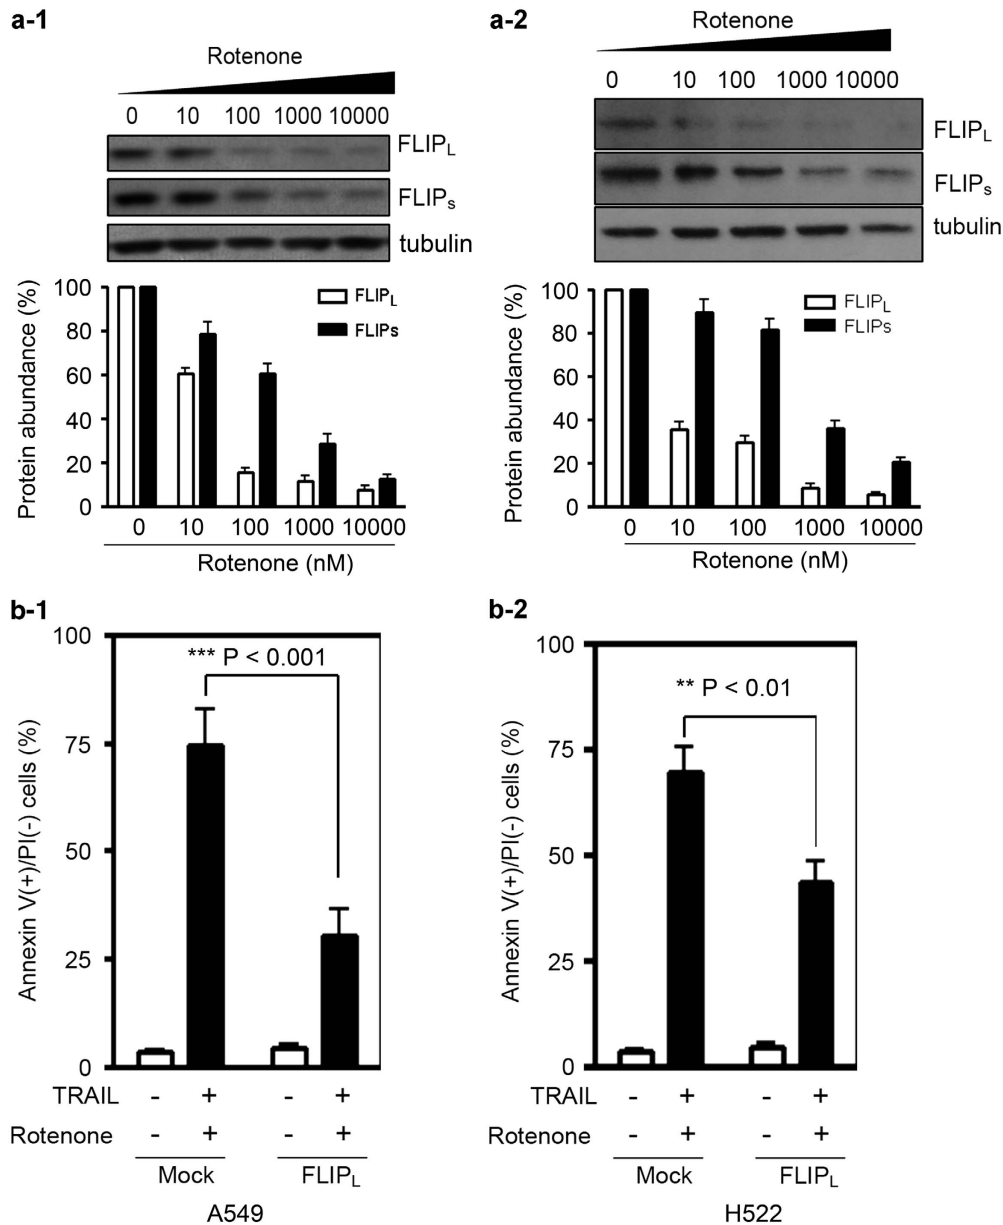 a-1
Rotenone
0 10 100 1000 10000
FLIPL
FLIPs
tubulin
Protein abundance (%)
100
80
60
40
20
0
FLIPL
FLIPs
0 10 100 1000 10000
Rotenone (nM)
a-2
Rotenone
0 10 100 1000 10000
FLIPL
FLIPs
tubulin
Protein abundance (%)
100
80
60
40
20
0
FLIPL
FLIPs
0 10 100 1000 10000
Rotenone (nM)
b-1
Annexin V(+)/PI(-) cells (%)
100
75
50
25
0
*** P < 0.001
TRAIL - + - +
Rotenone - + - +
Mock FLIPL
A549
b-2
Annexin V(+)/PI(-) cells (%)
100
75
50
25
0
** P < 0.01
TRAIL - + - +
Rotenone - + - +
Mock FLIPL
H522